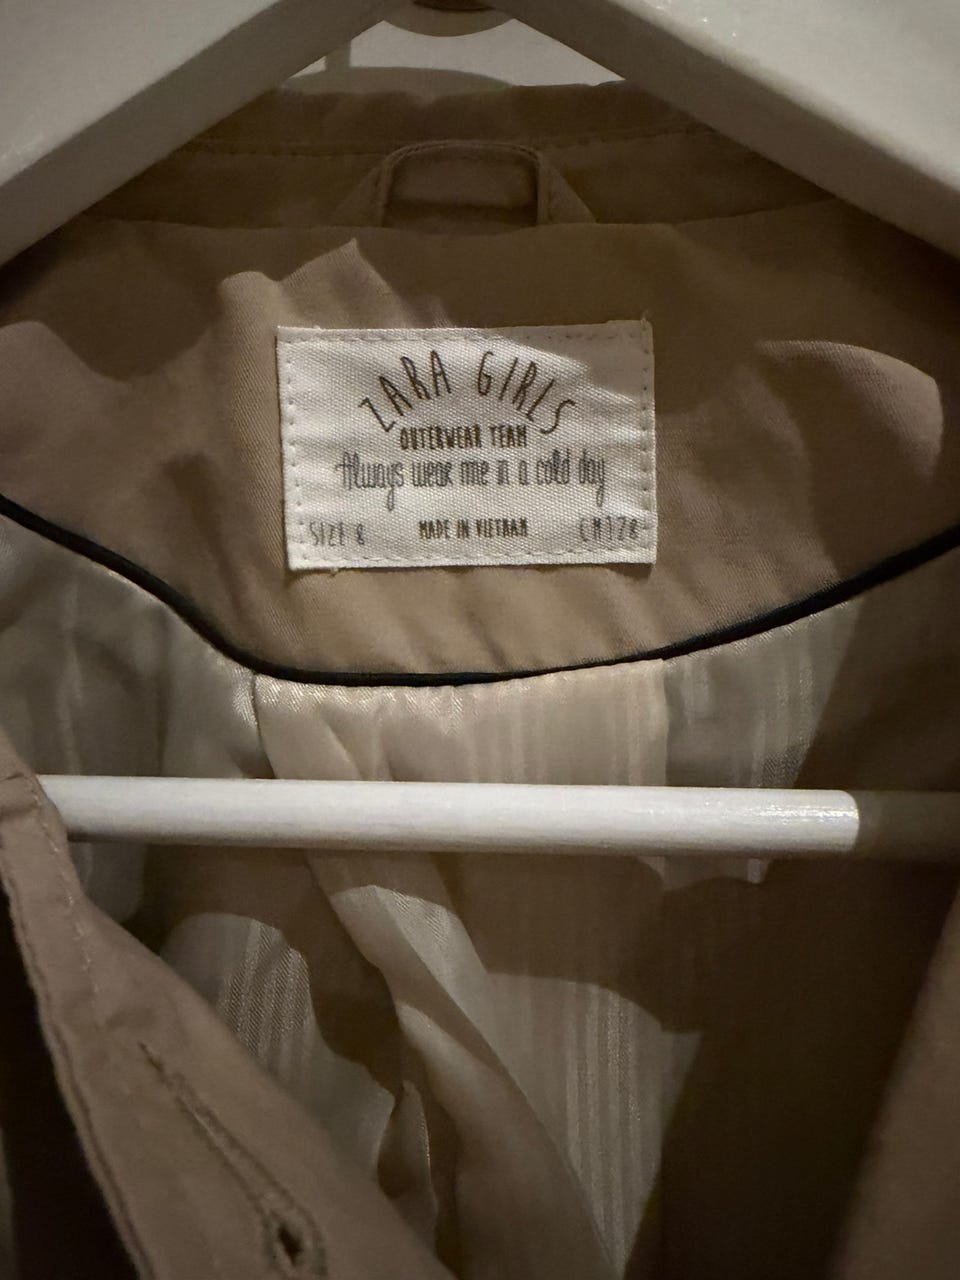 ZARA GIRLS
OUTERWEAR TEAM
Always wear me in a cold day
SIZE 8 MADE IN VIETNAM CM128